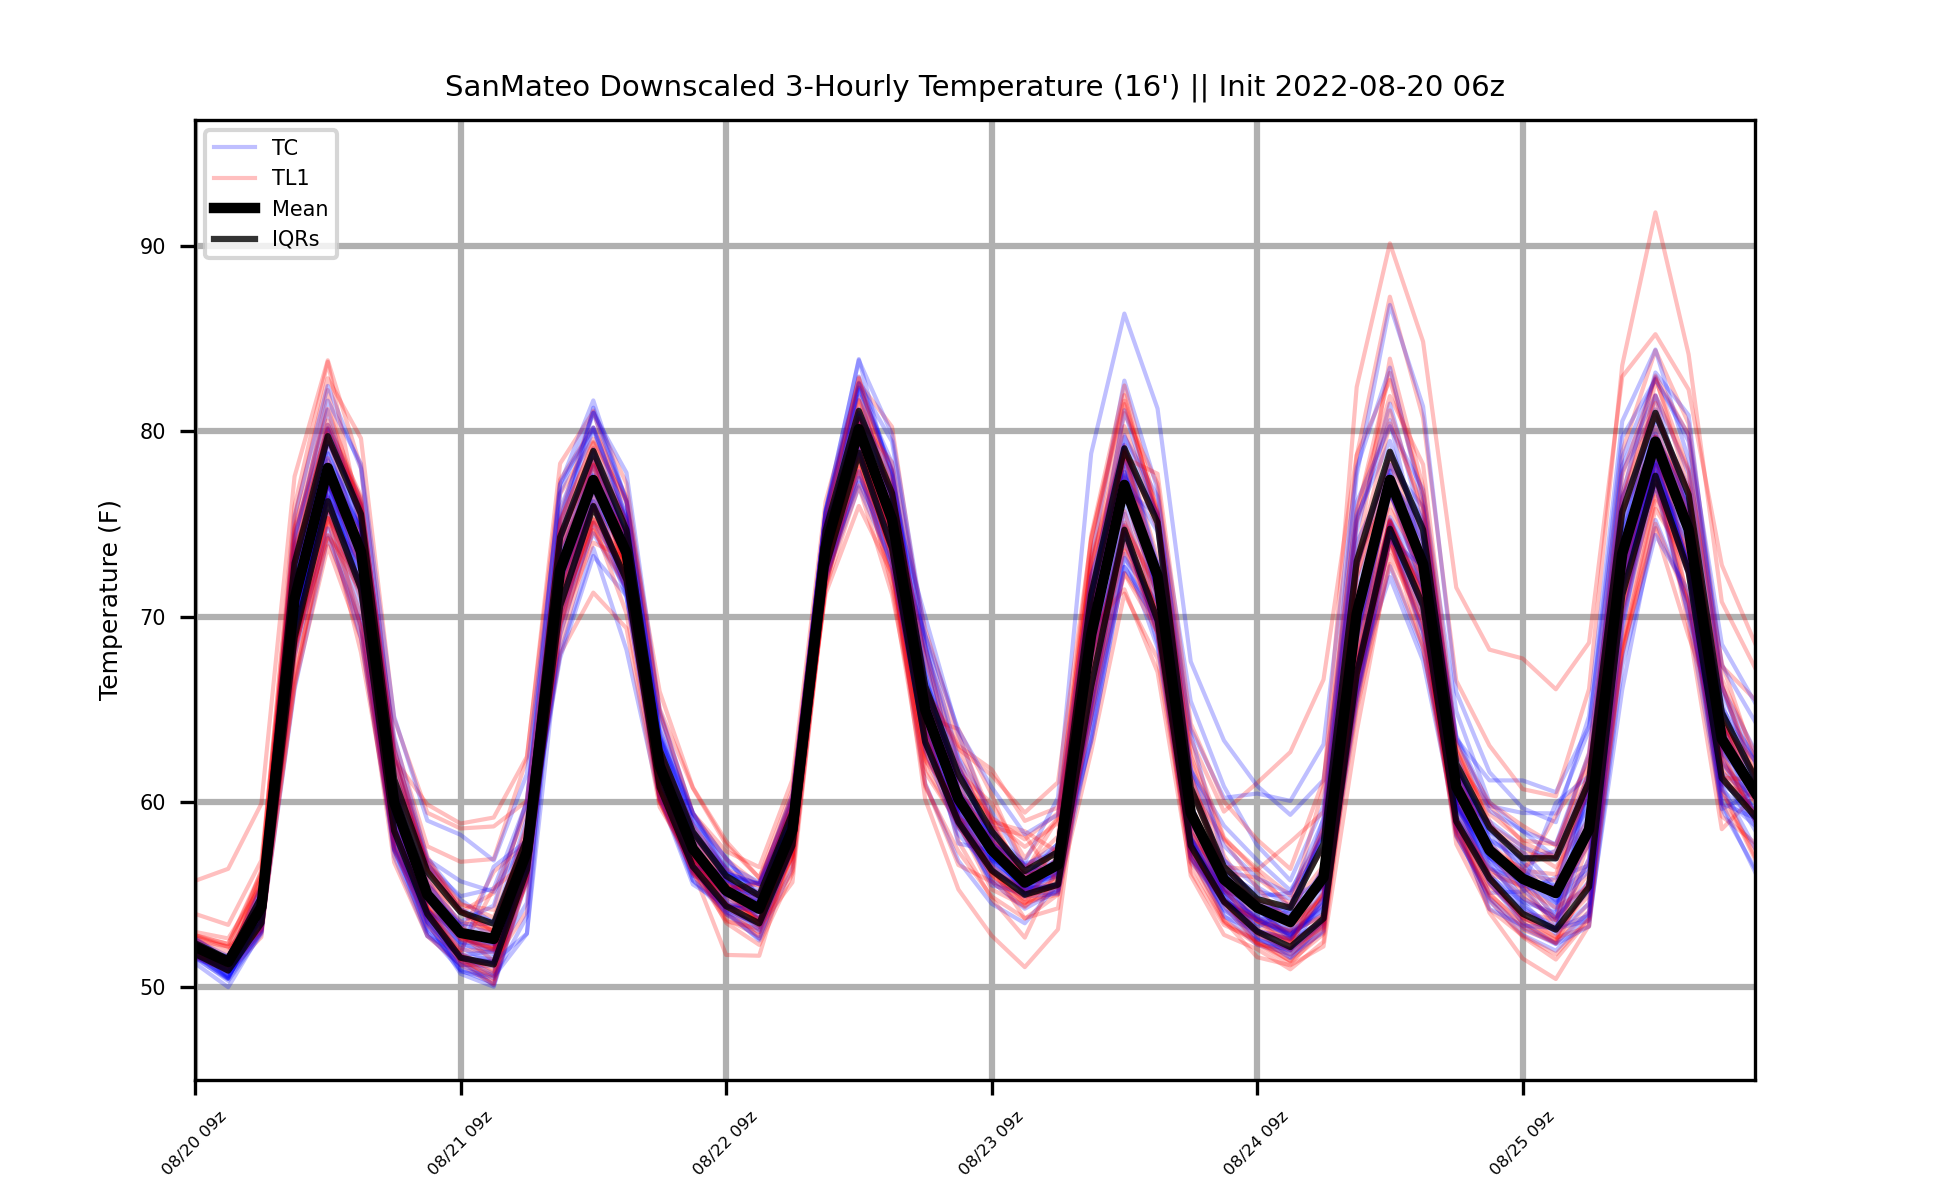 SanMateo Downscaled 3-Hourly Temperature (16') || Init 2022-08-20 06z
TC
TL1
Mean
IQRs
90
80
70
60
50
Temperature (F)
08/20 09z
08/21 09z
08/22 09z
08/23 09z
08/24 09z
08/25 09z